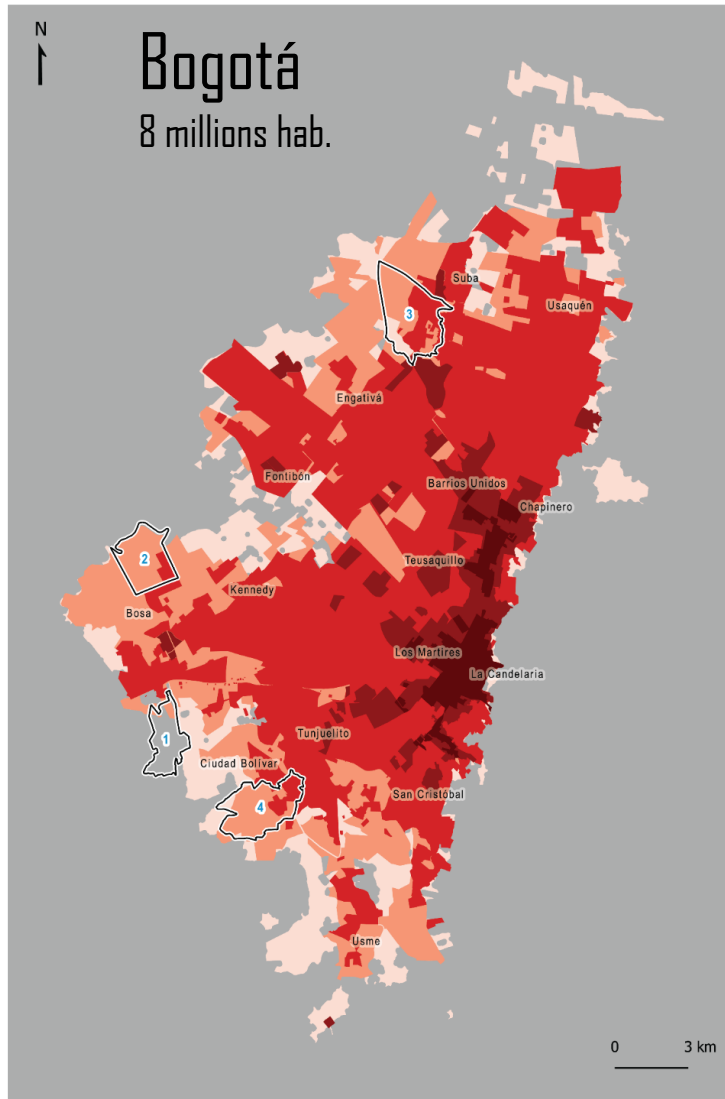 N
Bogotá
8 millions hab.
Suba
Usaquén
3
Engativá
Fontibón
Barrios Unidos
Chapinero
2
Teusaquillo
Kennedy
Bosa
Los Martires
La Candelaria
1
Tunjuelito
Ciudad Bolívar
San Cristóbal
4
Usme
0 3 km